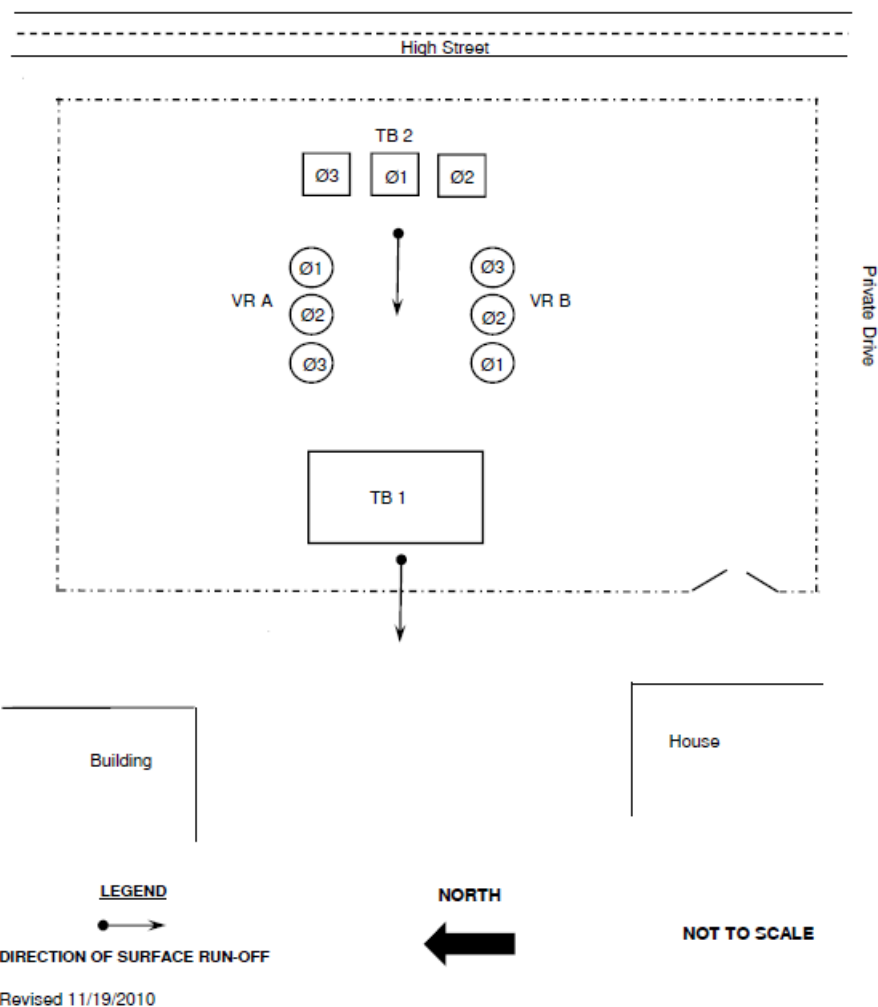 High Street
TB 2
Ø3 Ø1 Ø2
Ø1 Ø3
VR A Ø2 Ø2 VR B
Ø3 Ø1
Private Drive
TB 1
Building
House
LEGEND
NORTH
NOT TO SCALE
DIRECTION OF SURFACE RUN-OFF
Revised 11/19/2010